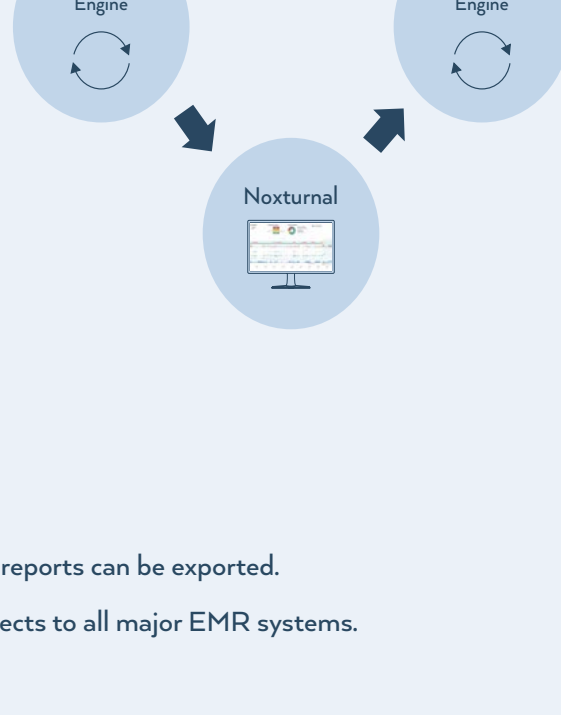 Engine
Engine
Noxturnal
reports can be exported.
ects to all major EMR systems.